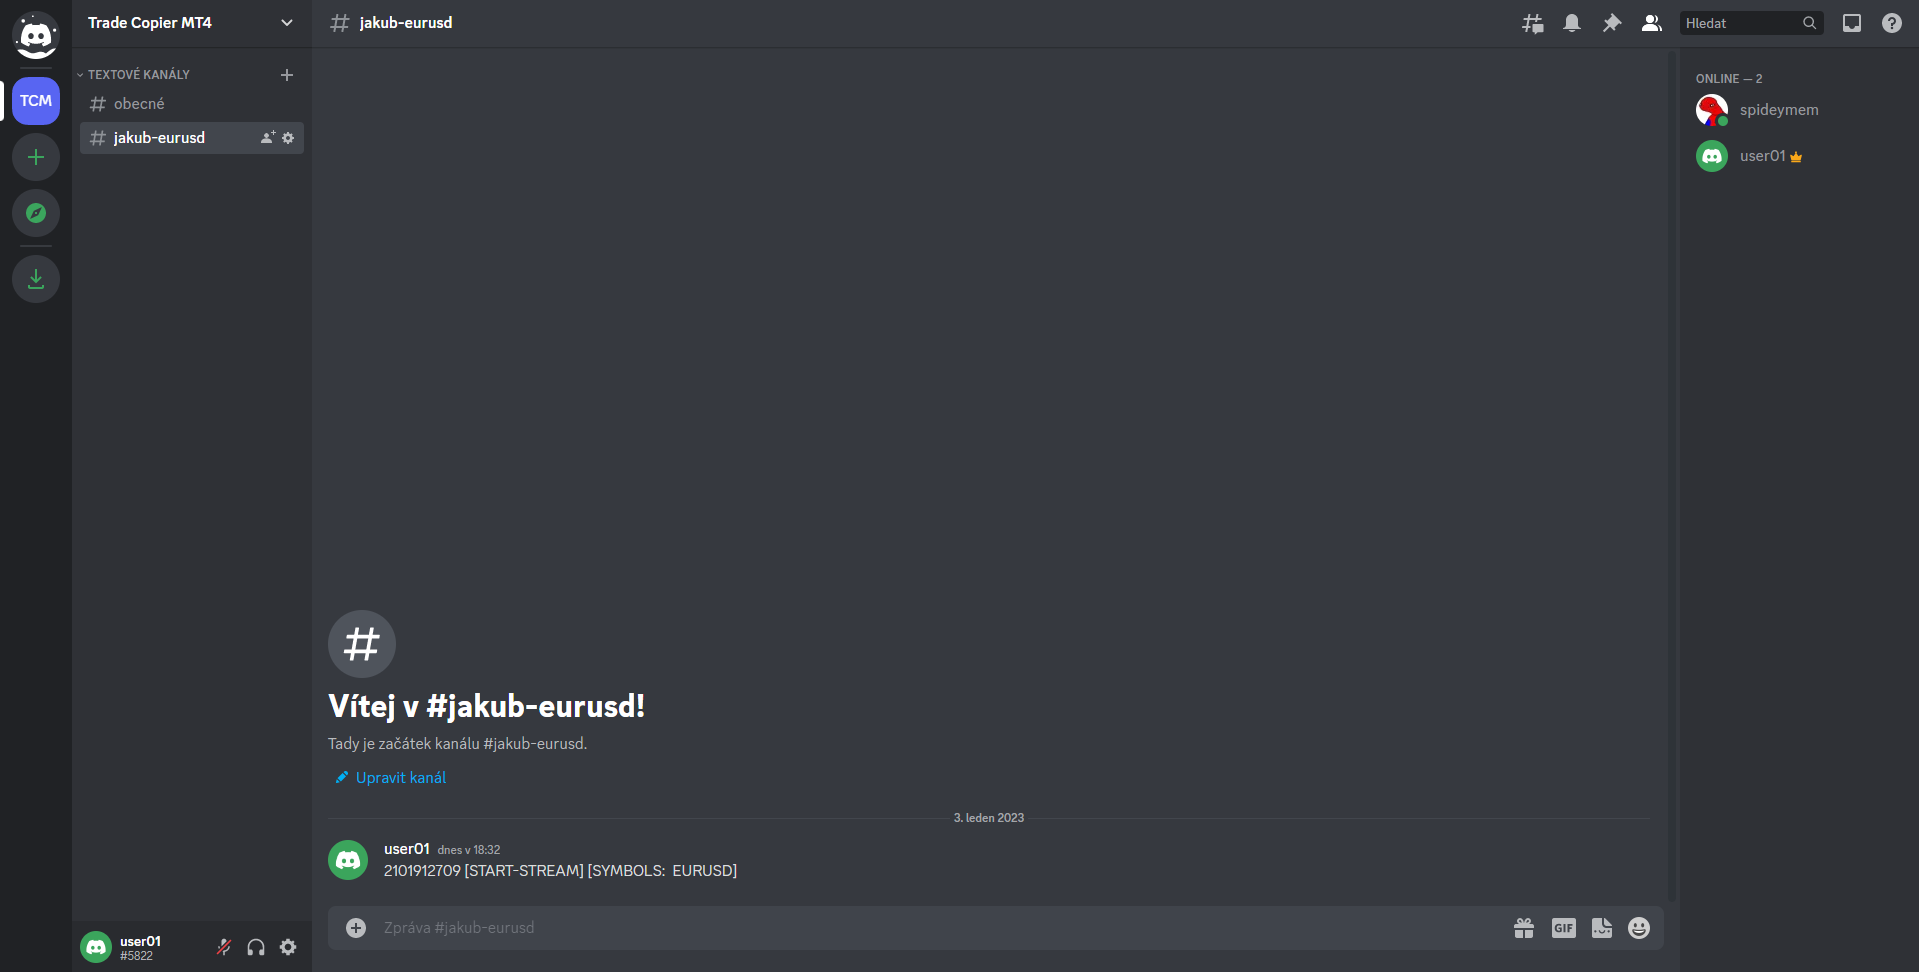 Trade Copier MT4
jakub-eurusd
Hledat
TCM
TEXTOVÉ KANÁLY
obecné
jakub-eurusd
ONLINE — 2
spideymem
user01
Vítej v #jakub-eurusd!
Tady je začátek kanálu #jakub-eurusd.
Upravit kanál
3. leden 2023
user01 dnes v 18:32
2101912709 [START-STREAM] [SYMBOLS: EURUSD]
Zpráva #jakub-eurusd
GIF
user01
#5822